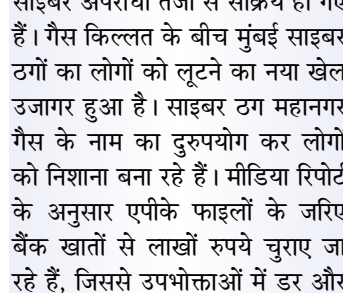 साइबर अपराधी तेजी से सक्रिय हो गए
हैं। गैस किल्लत के बीच मुंबई साइबर
ठगों का लोगों को लूटने का नया खेल
उजागर हुआ है। साइबर ठग महानगर
गैस के नाम का दुरुपयोग कर लोगों
को निशाना बना रहे हैं। मीडिया रिपोर्ट
के अनुसार एपीके फाइलों के जरिए
बैंक खातों से लाखों रुपये चुराए जा
रहे हैं, जिससे उपभोक्ताओं में डर और